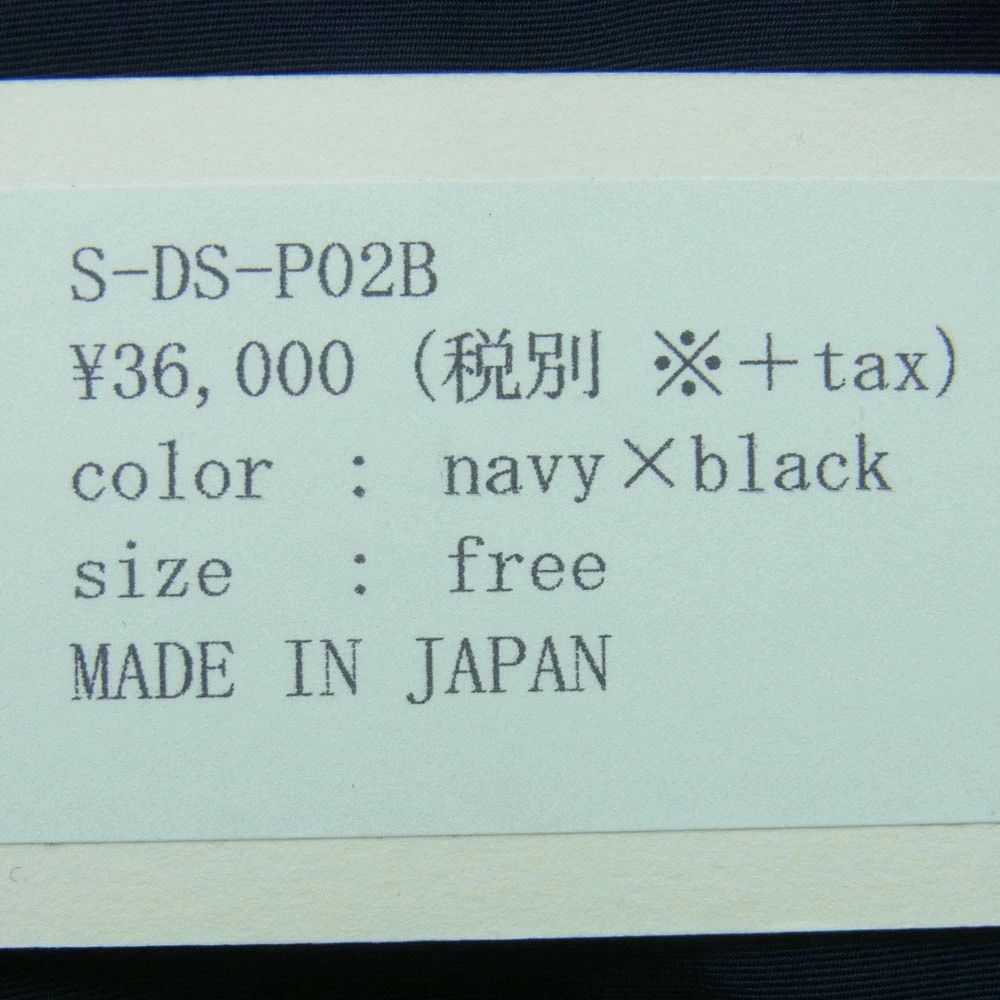 S-DS-P02B
¥36,000 (税別 ※＋tax)
color : navy×black
size : free
MADE IN JAPAN